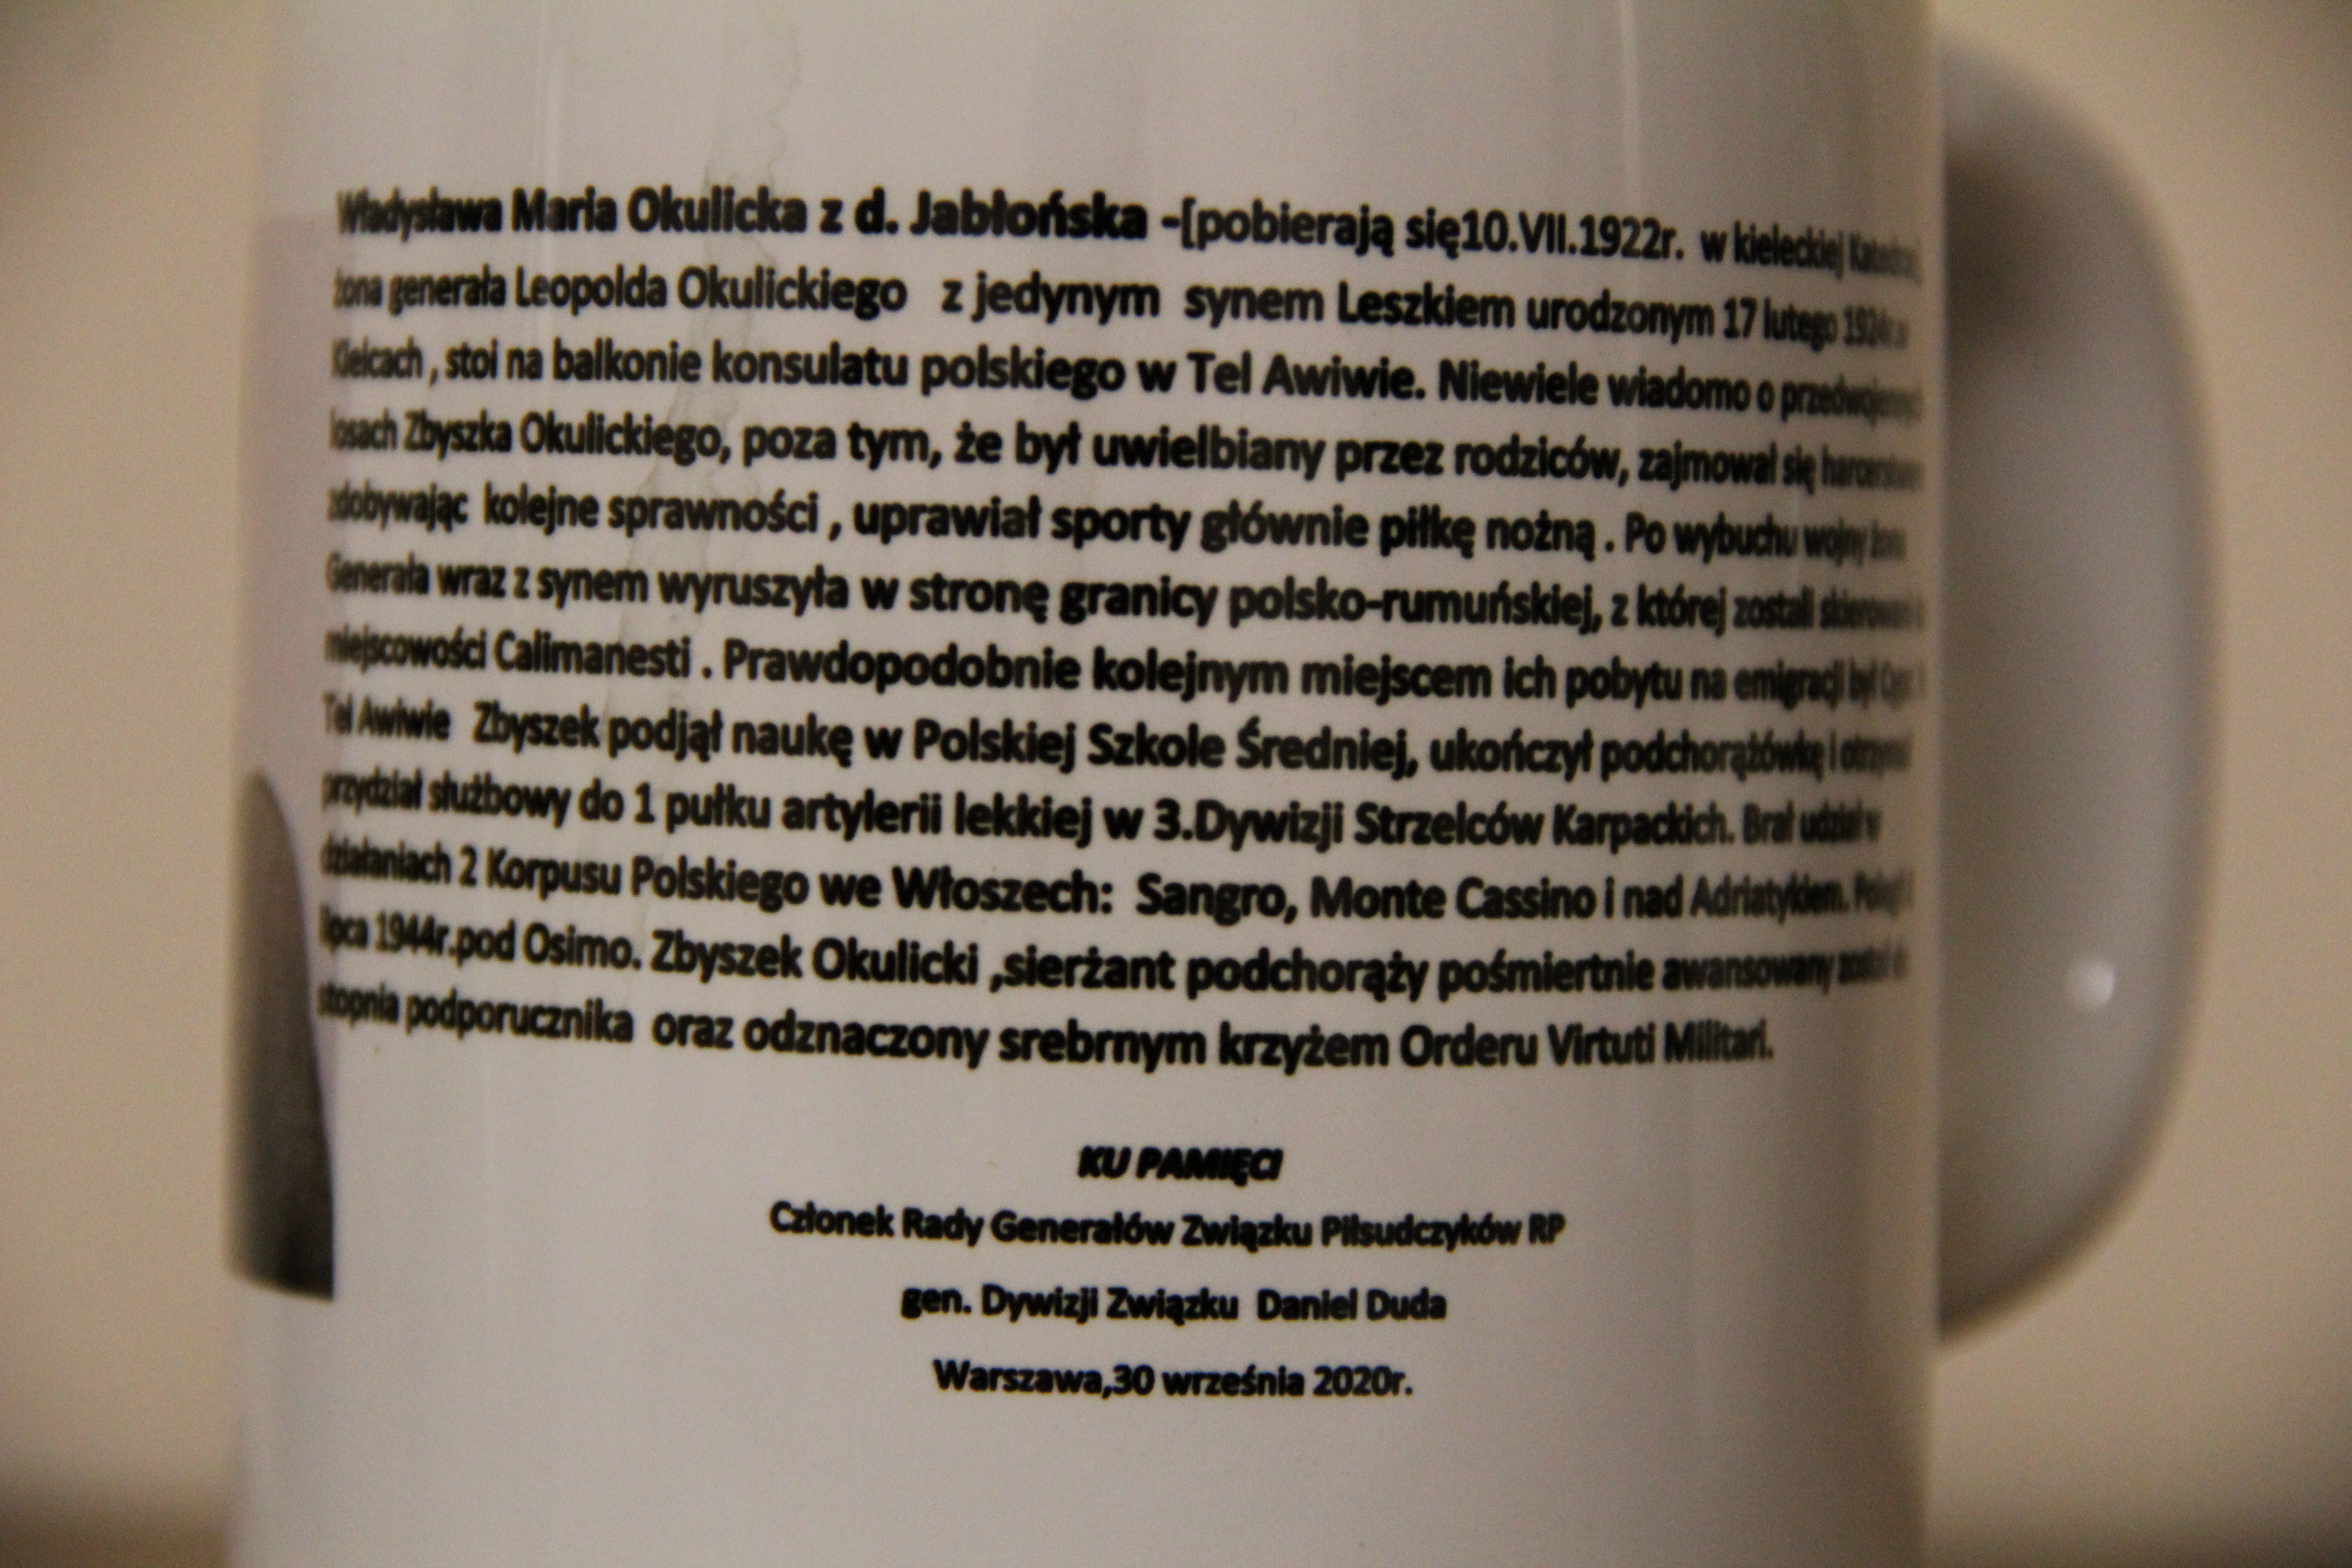 Władysława Maria Okulicka z d. Jabłońska -[pobierają się10.VII.1922r. w kieleckiej
żona generała Leopolda Okulickiego z jedynym synem Leszkiem urodzonym 17 lutego
Kielcach , stoi na balkonie konsulatu polskiego w Tel Awiwie. Niewiele wiadomo o
losach Zbyszka Okulickiego, poza tym, że był uwielbiany przez rodziców, zajmował się
zdobywając kolejne sprawności , uprawiał sporty głównie piłkę nożną . Po wybuchu wojny żona
Generała wraz z synem wyruszyła w stronę granicy polsko-rumuńskiej, z której zostali
miejscowości Calimanesti . Prawdopodobnie kolejnym miejscem ich pobytu na emigracji był
Tel Awiwie Zbyszek podjął naukę w Polskiej Szkole Średniej, ukończył podchorążówkę i
przydział służbowy do 1 pułku artylerii lekkiej w 3.Dywizji Strzelców Karpackich. Brał udział w
działaniach 2 Korpusu Polskiego we Włoszech: Sangro, Monte Cassino i nad Adriatykiem.
lipca 1944r.pod Osimo. Zbyszek Okulicki ,sierżant podchorąży pośmiertnie awansowany został
stopnia podporucznika oraz odznaczony srebrnym krzyżem Orderu Virtuti Militari.
KU PAMIĘCI
Członek Rady Generałów Związku Piłsudczyków RP
gen. Dywizji Związku Daniel Duda
Warszawa,30 września 2020r.